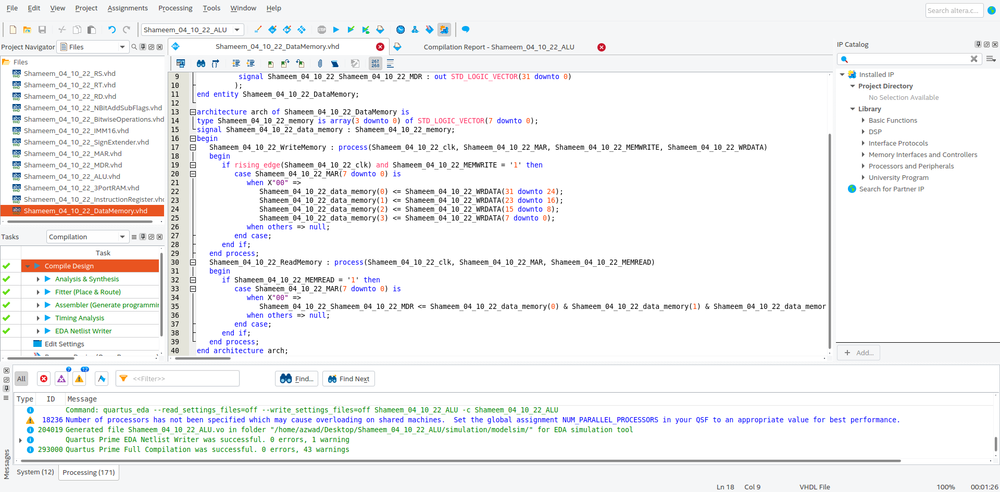 File Edit View Project Assignments Processing Tools Window Help
Search altera.c...
Shameem_04_10_22_ALU
Project Navigator Files
Files
Shameem_04_10_22_RS.vhd
Shameem_04_10_22_RT.vhd
Shameem_04_10_22_RD.vhd
Shameem_04_10_22_NBitAddSubFlags.vhd
Shameem_04_10_22_BitwiseOperations.vhd
Shameem_04_10_22_IMM16.vhd
Shameem_04_10_22_SignExtender.vhd
Shameem_04_10_22_MAR.vhd
Shameem_04_10_22_MDR.vhd
Shameem_04_10_22_ALU.vhd
Shameem_04_10_22_3PortRAM.vhd
Shameem_04_10_22_InstructionRegister.vhd
Shameem_04_10_22_DataMemory.vhd
Tasks Compilation
Task
Compile Design
Analysis & Synthesis
Fitter (Place & Route)
Assembler (Generate programmin
Timing Analysis
EDA Netlist Writer
Edit Settings
Shameem_04_10_22_DataMemory.vhd
Compilation Report - Shameem_04_10_22_ALU
267
268
9 signal Shameem_04_10_22_Shameem_04_10_22_MDR : out STD_LOGIC_VECTOR(31 downto 0)
10 );
11 end entity Shameem_04_10_22_DataMemory;
12
13 architecture arch of Shameem_04_10_22_DataMemory is
14 type Shameem_04_10_22_memory is array(3 downto 0) of STD_LOGIC_VECTOR(7 downto 0);
15 signal Shameem_04_10_22_data_memory : Shameem_04_10_22_memory;
16 begin
17 Shameem_04_10_22_WriteMemory : process(Shameem_04_10_22_clk, Shameem_04_10_22_MAR, Shameem_04_10_22_MEMWRITE, Shameem_04_10_22_WRDATA)
18 begin
19 if rising_edge(Shameem_04_10_22_clk) and Shameem_04_10_22_MEMWRITE = '1' then
20 case Shameem_04_10_22_MAR(7 downto 0) is
21 when X"00" =>
22 Shameem_04_10_22_data_memory(0) <= Shameem_04_10_22_WRDATA(31 downto 24);
23 Shameem_04_10_22_data_memory(1) <= Shameem_04_10_22_WRDATA(23 downto 16);
24 Shameem_04_10_22_data_memory(2) <= Shameem_04_10_22_WRDATA(15 downto 8);
25 Shameem_04_10_22_data_memory(3) <= Shameem_04_10_22_WRDATA(7 downto 0);
26 when others => null;
27 end case;
28 end if;
29 end process;
30 Shameem_04_10_22_ReadMemory : process(Shameem_04_10_22_clk, Shameem_04_10_22_MAR, Shameem_04_10_22_MEMREAD)
31 begin
32 if Shameem_04_10_22_MEMREAD = '1' then
33 case Shameem_04_10_22_MAR(7 downto 0) is
34 when X"00" =>
35 Shameem_04_10_22_Shameem_04_10_22_MDR <= Shameem_04_10_22_data_memory(0) & Shameem_04_10_22_data_memory(1) & Shameem_04_10_22_data_memor
36 when others => null;
37 end case;
38 end if;
39 end process;
40 end architecture arch;
IP Catalog
Installed IP
Project Directory
No Selection Available
Library
Basic Functions
DSP
Interface Protocols
Memory Interfaces and Controllers
Processors and Peripherals
University Program
Search for Partner IP
+ Add...
All 7 12 <<Filter>> Find... Find Next
Type ID Message
Command: quartus_eda --read_settings_files=off --write_settings_files=off Shameem_04_10_22_ALU -c Shameem_04_10_22_ALU
18236 Number of processors has not been specified which may cause overloading on shared machines. Set the global assignment NUM_PARALLEL_PROCESSORS in your QSF to an appropriate value for best performance.
204019 Generated file Shameem_04_10_22_ALU.vo in folder "/home/azwad/Desktop/Shameem_04_10_22_ALU/simulation/modelsim/" for EDA simulation tool
Quartus Prime EDA Netlist Writer was successful. 0 errors, 1 warning
293000 Quartus Prime Full Compilation was successful. 0 errors, 43 warnings
Messages
System (12) Processing (171)
Ln 18 Col 9 VHDL File 100% 00:01:26